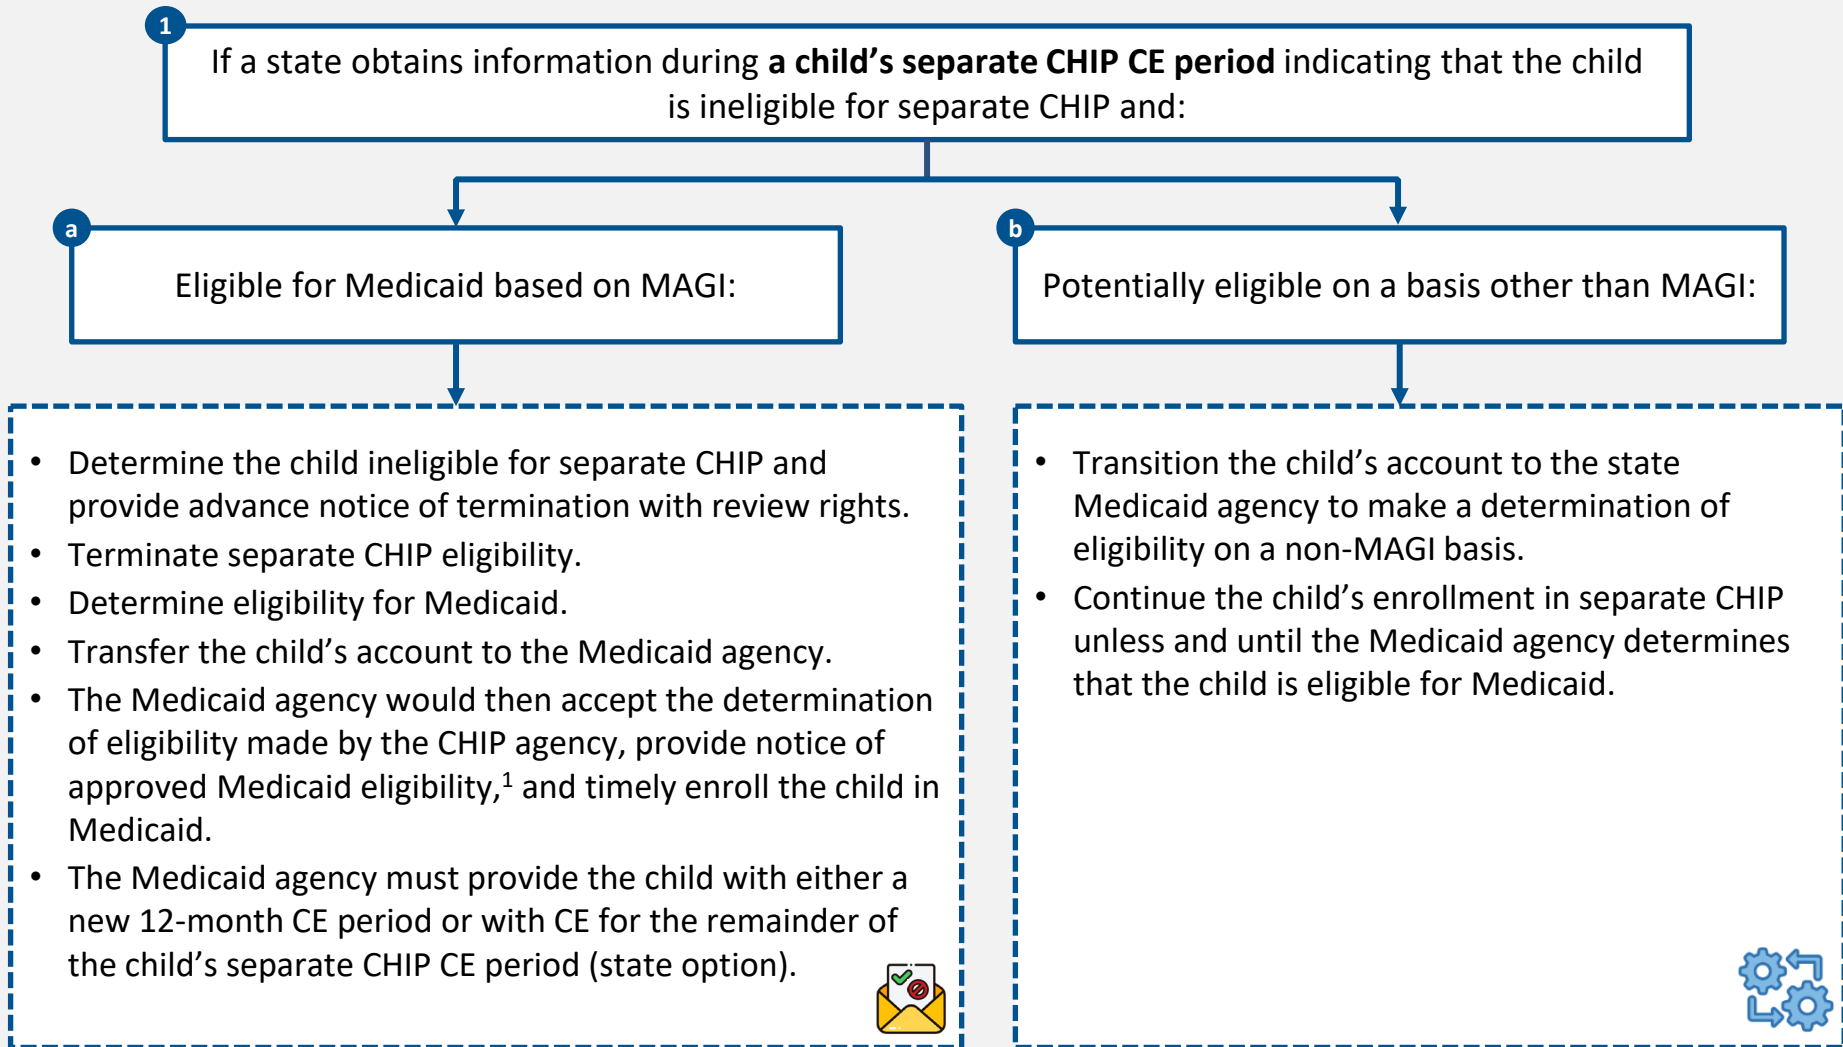 1
If a state obtains information during a child’s separate CHIP CE period indicating that the child
is ineligible for separate CHIP and:
a
Eligible for Medicaid based on MAGI:
b
Potentially eligible on a basis other than MAGI:
• Determine the child ineligible for separate CHIP and
provide advance notice of termination with review rights.
• Terminate separate CHIP eligibility.
• Determine eligibility for Medicaid.
• Transfer the child’s account to the Medicaid agency.
• The Medicaid agency would then accept the determination
of eligibility made by the CHIP agency, provide notice of
approved Medicaid eligibility,1 and timely enroll the child in
Medicaid.
• The Medicaid agency must provide the child with either a
new 12-month CE period or with CE for the remainder of
the child’s separate CHIP CE period (state option).
• Transition the child’s account to the state
Medicaid agency to make a determination of
eligibility on a non-MAGI basis.
• Continue the child’s enrollment in separate CHIP
unless and until the Medicaid agency determines
that the child is eligible for Medicaid.